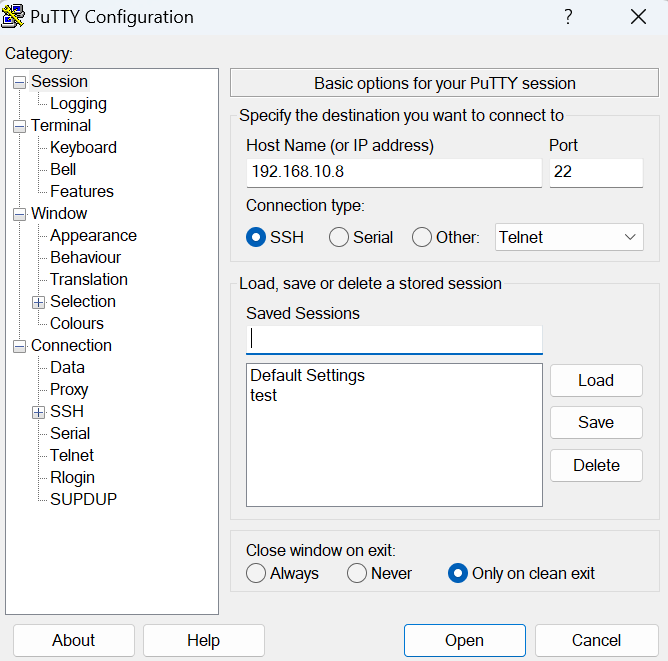 PuTTY Configuration
?
Category:
Session
Logging
Terminal
Keyboard
Bell
Features
Window
Appearance
Behaviour
Translation
Selection
Colours
Connection
Data
Proxy
SSH
Serial
Telnet
Rlogin
SUPDUP
Basic options for your PuTTY session
Specify the destination you want to connect to
Host Name (or IP address) Port
192.168.10.8 22
Connection type:
SSH Serial Other: Telnet
Load, save or delete a stored session
Saved Sessions
Default Settings
test
Load
Save
Delete
Close window on exit:
Always Never Only on clean exit
About Help Open Cancel